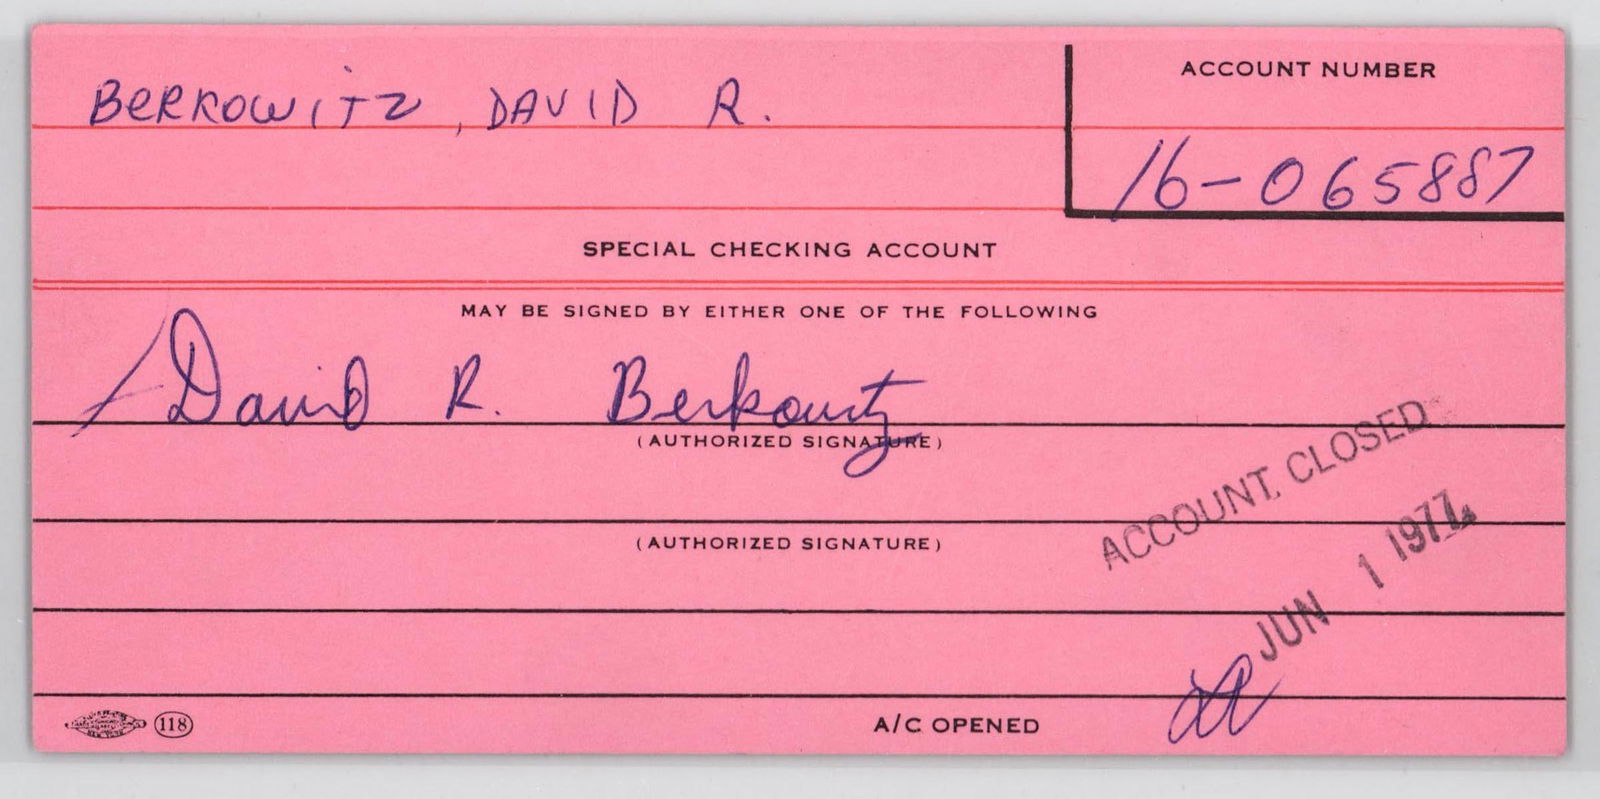 BERKOWITZ, DAVID R.
ACCOUNT NUMBER
16-065887
SPECIAL CHECKING ACCOUNT
MAY BE SIGNED BY EITHER ONE OF THE FOLLOWING
David R. Berkowitz
(AUTHORIZED SIGNATURE)
ACCOUNT CLOSED
(AUTHORIZED SIGNATURE)
JUN 1 1977
118
A/C OPENED